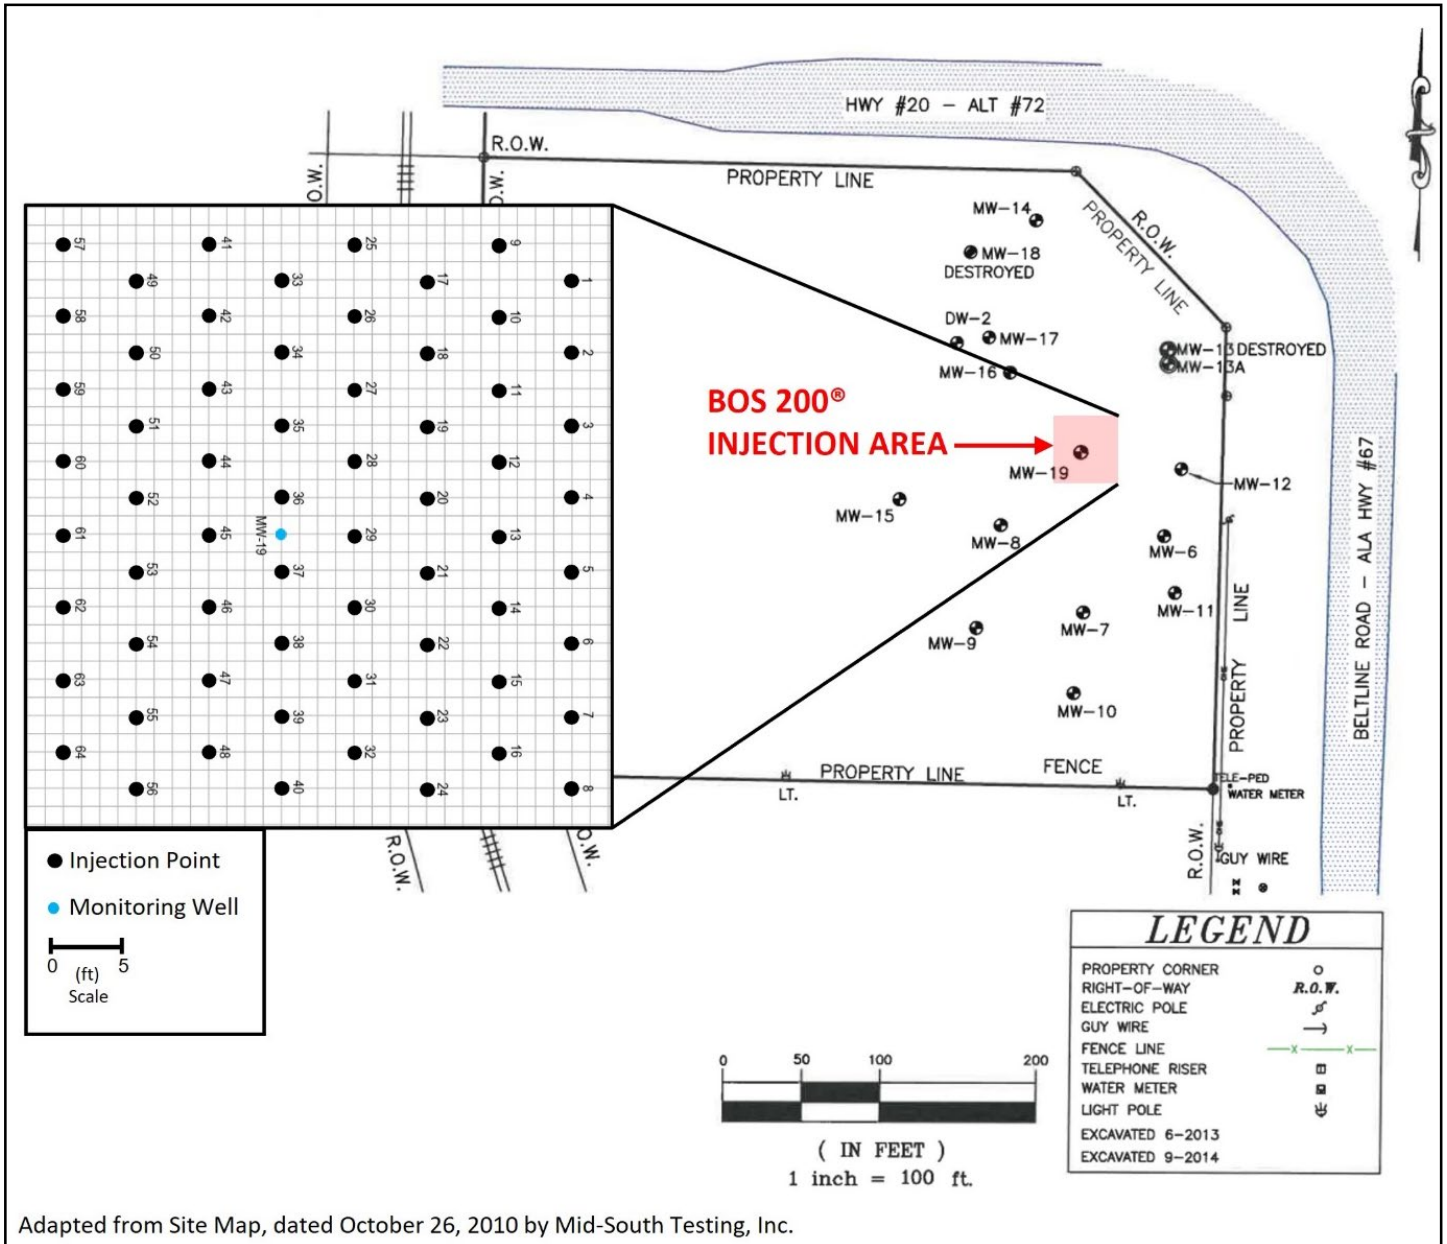 HWY #20 - ALT #72
R.O.W.
PROPERTY LINE
O.W.
O.W.
MW-14
MW-18
DESTROYED
R.O.W.
PROPERTY LINE
DW-2
MW-17
MW-16
MW-13 DESTROYED
MW-13A
BOS 200®
INJECTION AREA
MW-19
MW-12
MW-15
MW-8
MW-6
MW-11
MW-7
MW-9
MW-10
BELTLINE ROAD - ALA HWY #67
PROPERTY LINE
PROPERTY LINE
FENCE
LT.
LT.
TELE-PED
WATER METER
R.O.W.
GUY WIRE
57 41 25 9
49 33 17 1
58 42 26 10
50 34 18 2
59 43 27 11
51 35 19 3
60 44 28 12
52 36 20 4
MW-19
61 45 29 13
53 37 21 5
62 46 30 14
54 38 22 6
63 47 31 15
55 39 23 7
64 48 32 16
56 40 24 8
R.O.W.
O.W.
Injection Point
Monitoring Well
0 5
(ft)
Scale
LEGEND
PROPERTY CORNER
RIGHT-OF-WAY R.O.W.
ELECTRIC POLE
GUY WIRE
FENCE LINE
TELEPHONE RISER
WATER METER
LIGHT POLE
EXCAVATED 6-2013
EXCAVATED 9-2014
0 50 100 200
( IN FEET )
1 inch = 100 ft.
Adapted from Site Map, dated October 26, 2010 by Mid-South Testing, Inc.